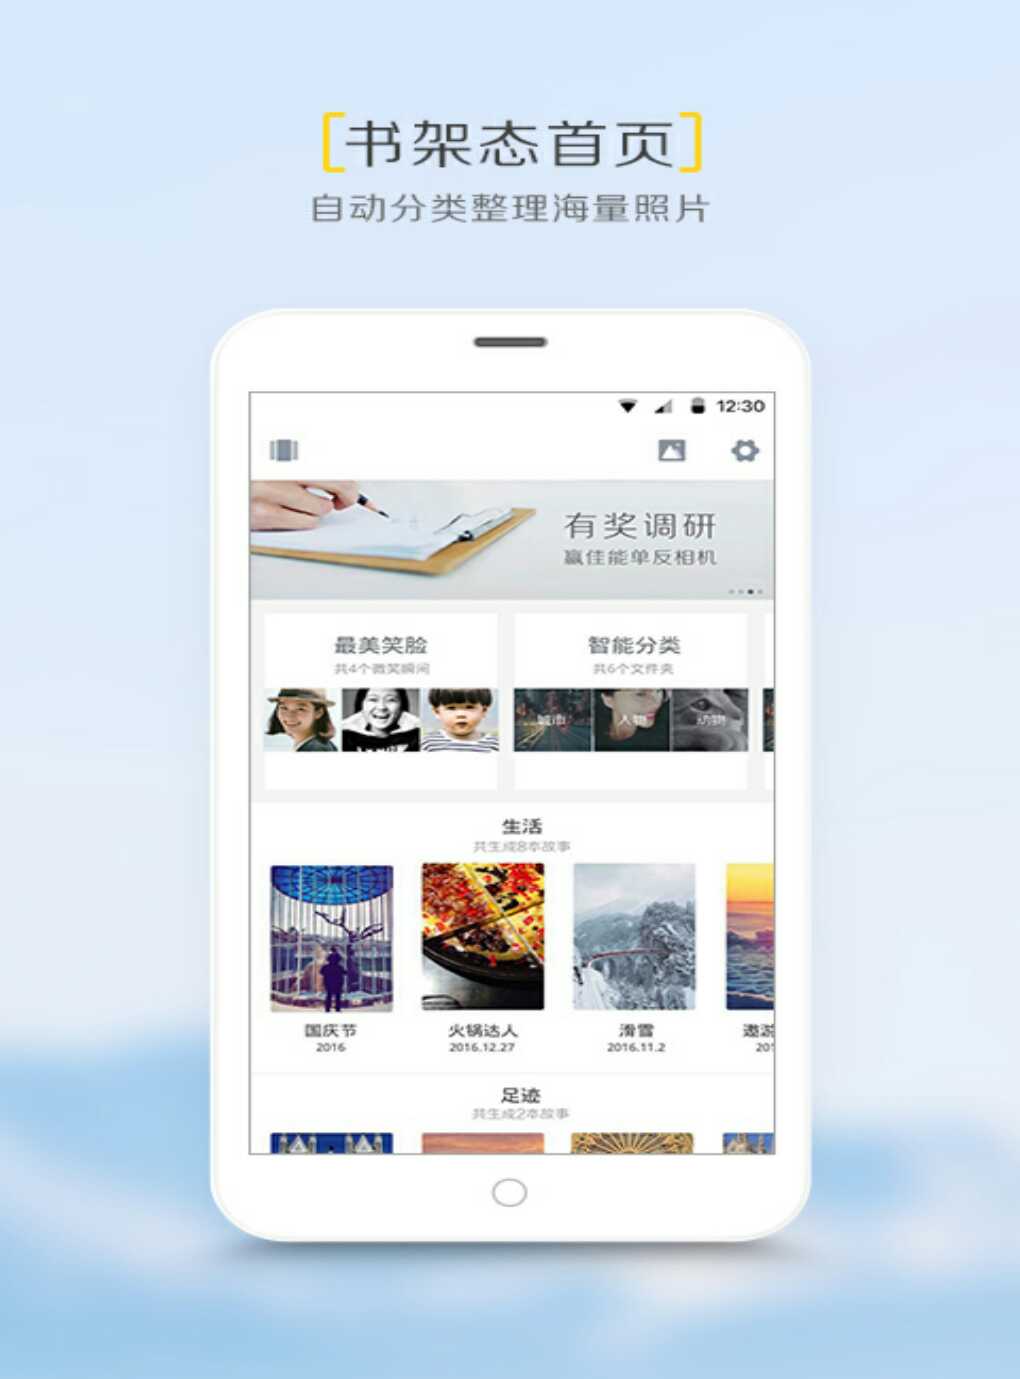 [书架态首页]
自动分类整理海量照片
12:30
有奖调研
赢佳能单反相机
最美笑脸
共4个微笑瞬间
智能分类
共6个文件夹
城市
人物
动物
生活
共生成8本故事
国庆节
2016
火锅达人
2016.12.27
滑雪
2016.11.2
遨游
201
足迹
共生成2本故事